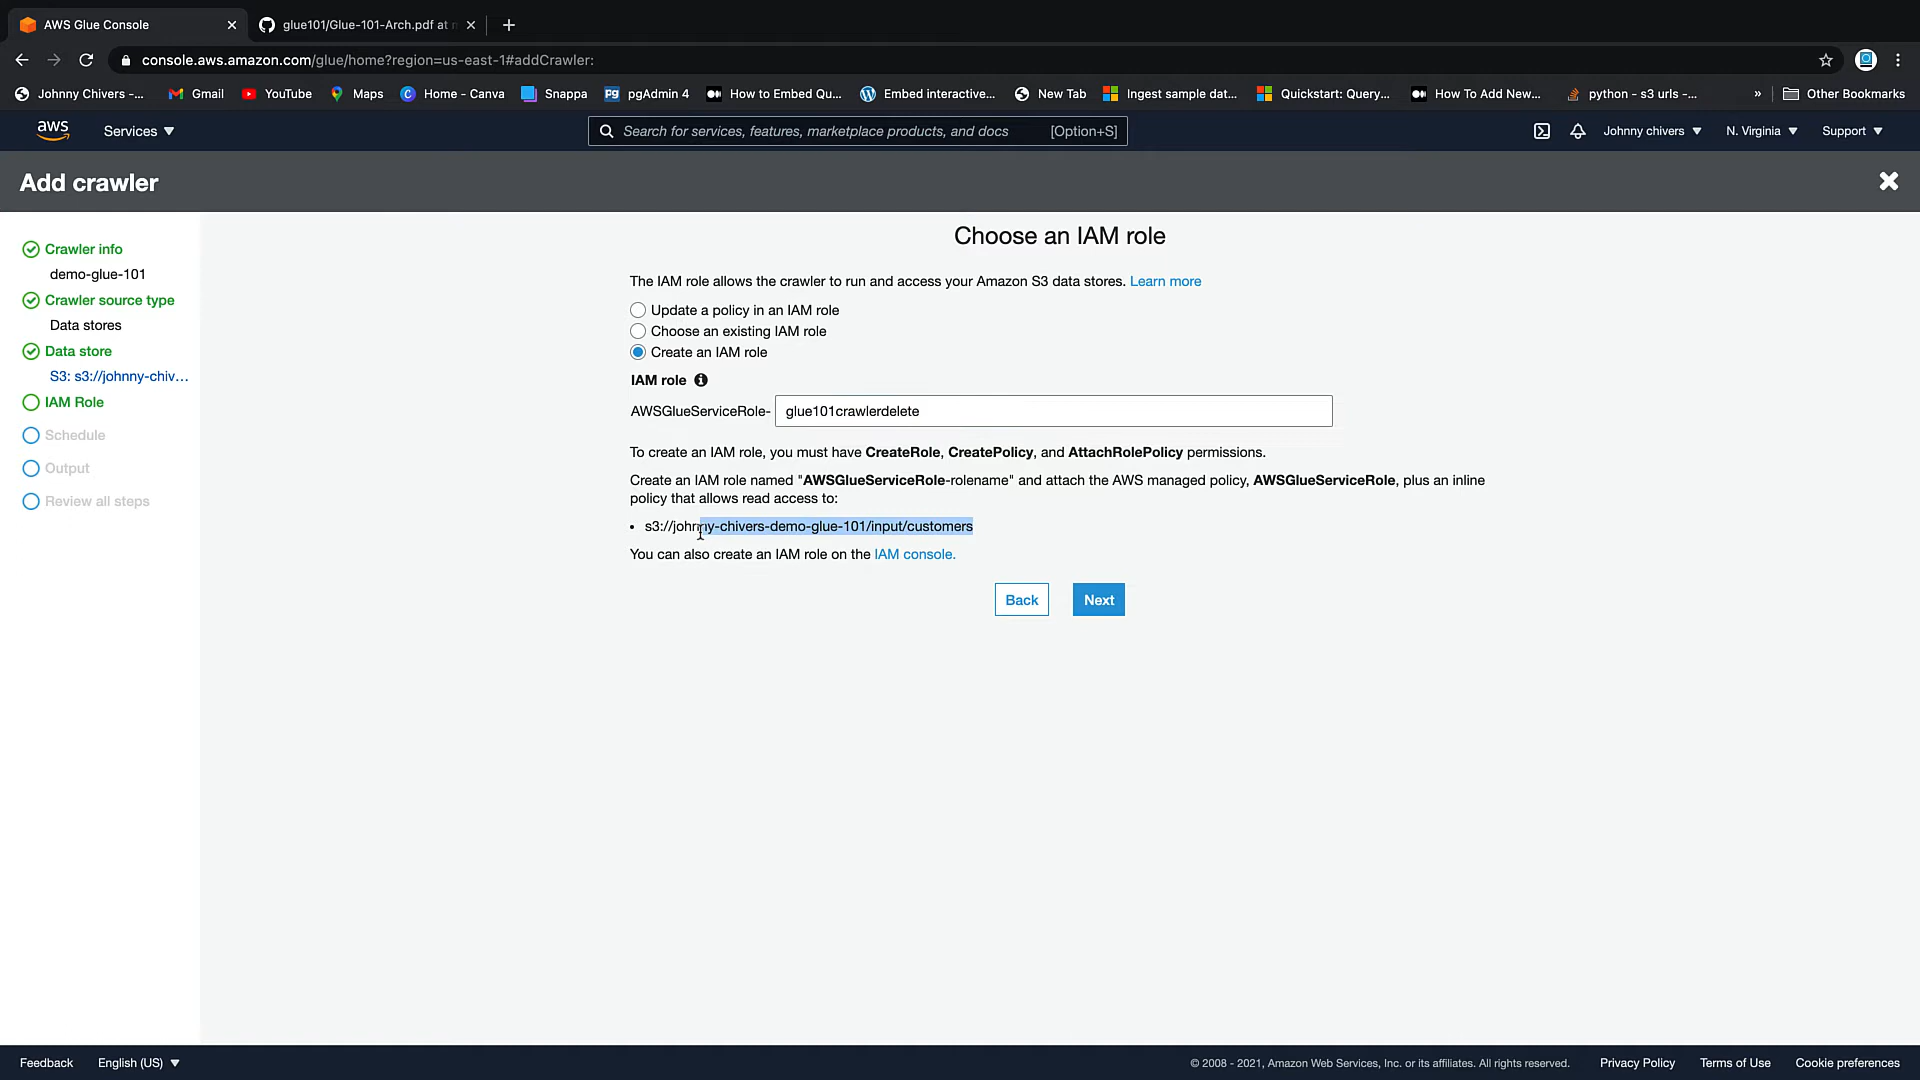 AWS Glue Console
glue101/Glue-101-Arch.pdf at
console.aws.amazon.com/glue/home?region=us-east-1#addCrawler:
Johnny Chivers -... Gmail YouTube Maps Home - Canva Snappa pgAdmin 4 How to Embed Qu... Embed interactive... New Tab Ingest sample dat... Quickstart: Query,... How To Add New... python - s3 urls -... » Other Bookmarks
aws Services Search for services, features, marketplace products, and docs [Option+S] Johnny chivers N. Virginia Support
Add crawler
Crawler info
demo-glue-101
Crawler source type
Data stores
Data store
S3: s3://johnny-chiv...
IAM Role
Schedule
Output
Review all steps
Choose an IAM role
The IAM role allows the crawler to run and access your Amazon S3 data stores. Learn more
Update a policy in an IAM role
Choose an existing IAM role
Create an IAM role
IAM role
AWSGlueServiceRole- glue101crawlerdelete
To create an IAM role, you must have CreateRole, CreatePolicy, and AttachRolePolicy permissions.
Create an IAM role named "AWSGlueServiceRole-rolename" and attach the AWS managed policy, AWSGlueServiceRole, plus an inline
policy that allows read access to:
• s3://johnny-chivers-demo-glue-101/input/customers
You can also create an IAM role on the IAM console.
Back Next
Feedback English (US) © 2008 - 2021, Amazon Web Services, Inc. or its affiliates. All rights reserved. Privacy Policy Terms of Use Cookie preferences